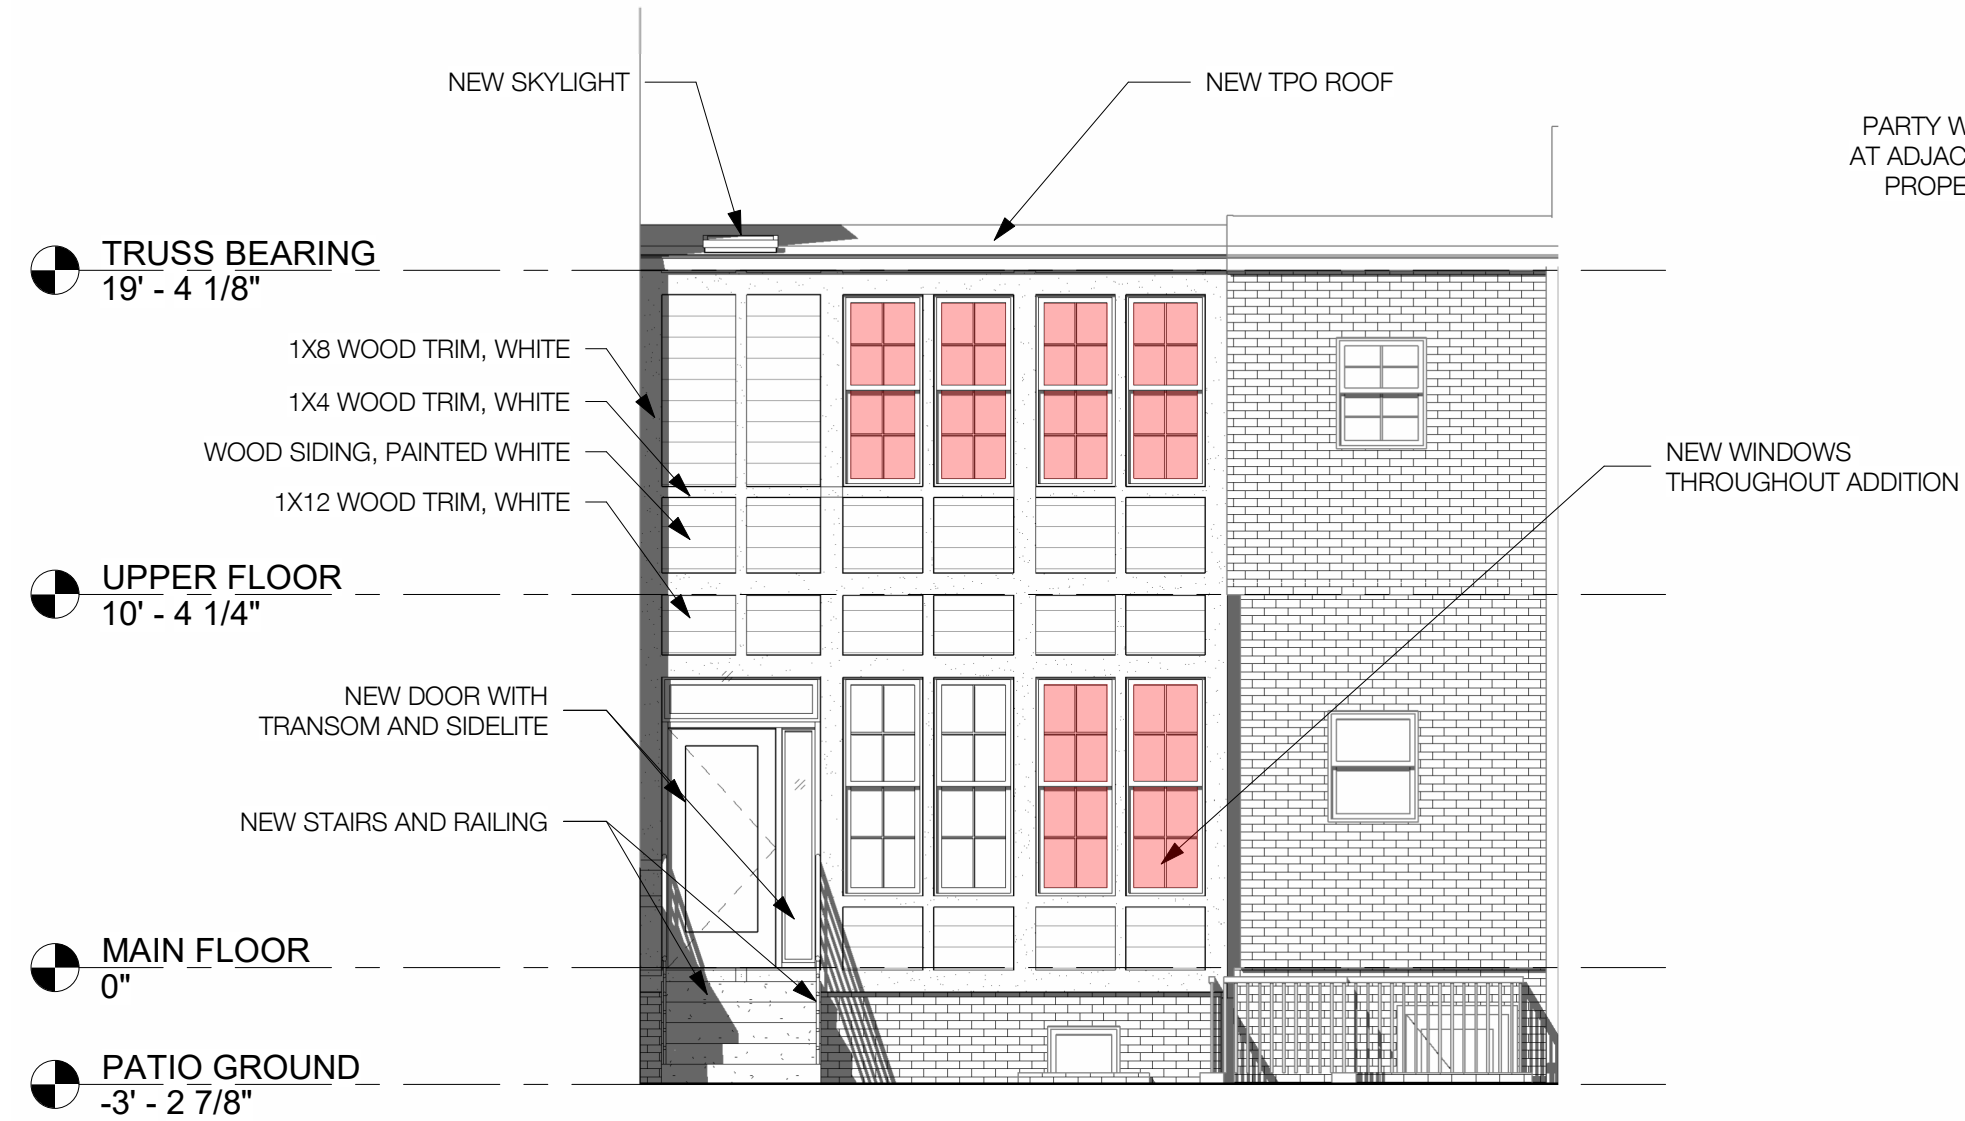 NEW SKYLIGHT
NEW TPO ROOF
PARTY W
AT ADJAC
PROPE
TRUSS BEARING
19' - 4 1/8"
1X8 WOOD TRIM, WHITE
1X4 WOOD TRIM, WHITE
WOOD SIDING, PAINTED WHITE
1X12 WOOD TRIM, WHITE
NEW WINDOWS
THROUGHOUT ADDITION
UPPER FLOOR
10' - 4 1/4"
NEW DOOR WITH
TRANSOM AND SIDELITE
NEW STAIRS AND RAILING
MAIN FLOOR
0"
PATIO GROUND
-3' - 2 7/8"